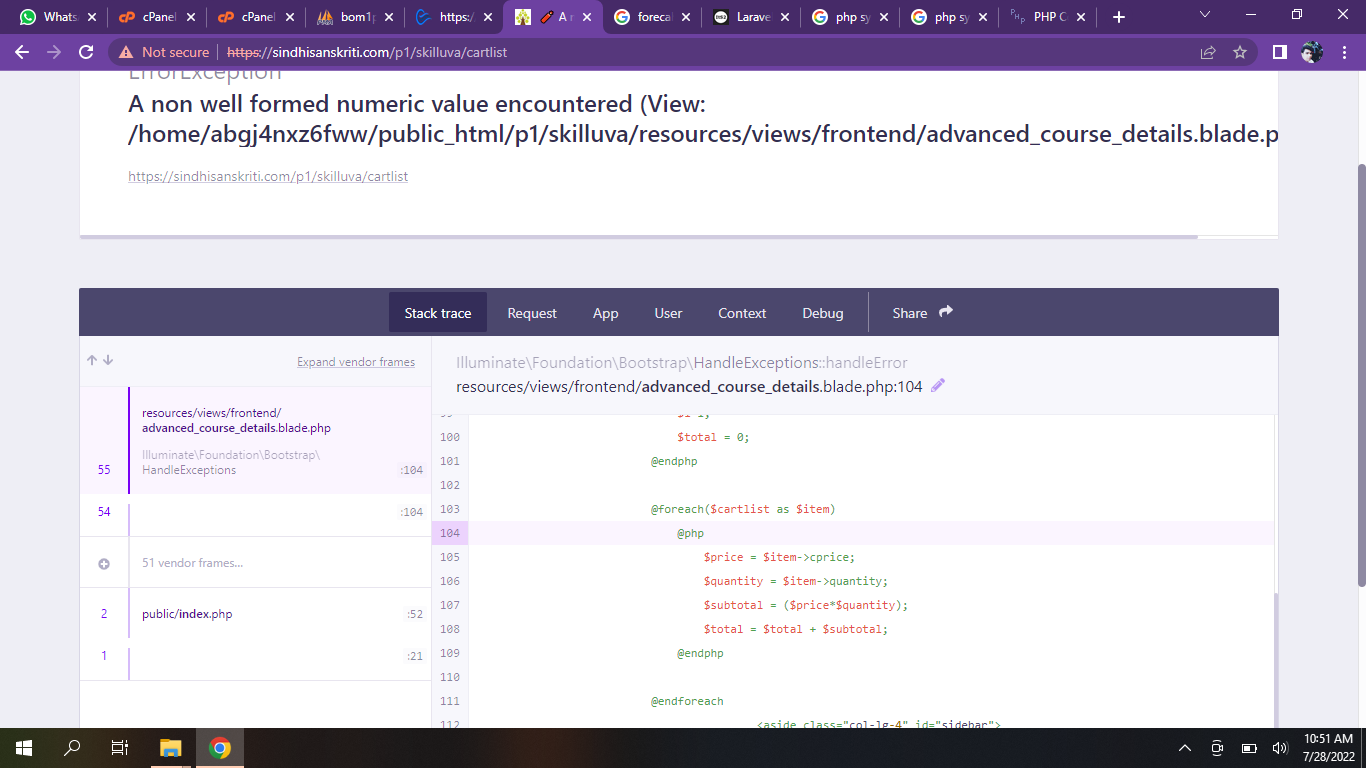 Whats
cPanel
cPanel
bom1p
https:/
A n
foreca
Larave
php sy
php sy
PHP Co
Not secure
https://sindhisanskriti.com/p1/skilluva/cartlist
ErrorException
A non well formed numeric value encountered (View:
/home/abgj4nxz6fww/public_html/p1/skilluva/resources/views/frontend/advanced_course_details.blade.p
https://sindhisanskriti.com/p1/skilluva/cartlist
Stack trace
Request
App
User
Context
Debug
Share
Expand vendor frames
resources/views/frontend/
advanced_course_details.blade.php
Illuminate\Foundation\Bootstrap\
55 HandleExceptions :104
54 :104
51 vendor frames...
2 public/index.php :52
1 :21
Illuminate\Foundation\Bootstrap\HandleExceptions::handleError
resources/views/frontend/advanced_course_details.blade.php:104
100 $total = 0;
101 @endphp
102
103 @foreach($cartlist as $item)
104 @php
105 $price = $item->cprice;
106 $quantity = $item->quantity;
107 $subtotal = ($price*$quantity);
108 $total = $total + $subtotal;
109 @endphp
110
111 @endforeach
112 <aside class="col-lg-4" id="sidebar">
10:51 AM
7/28/2022